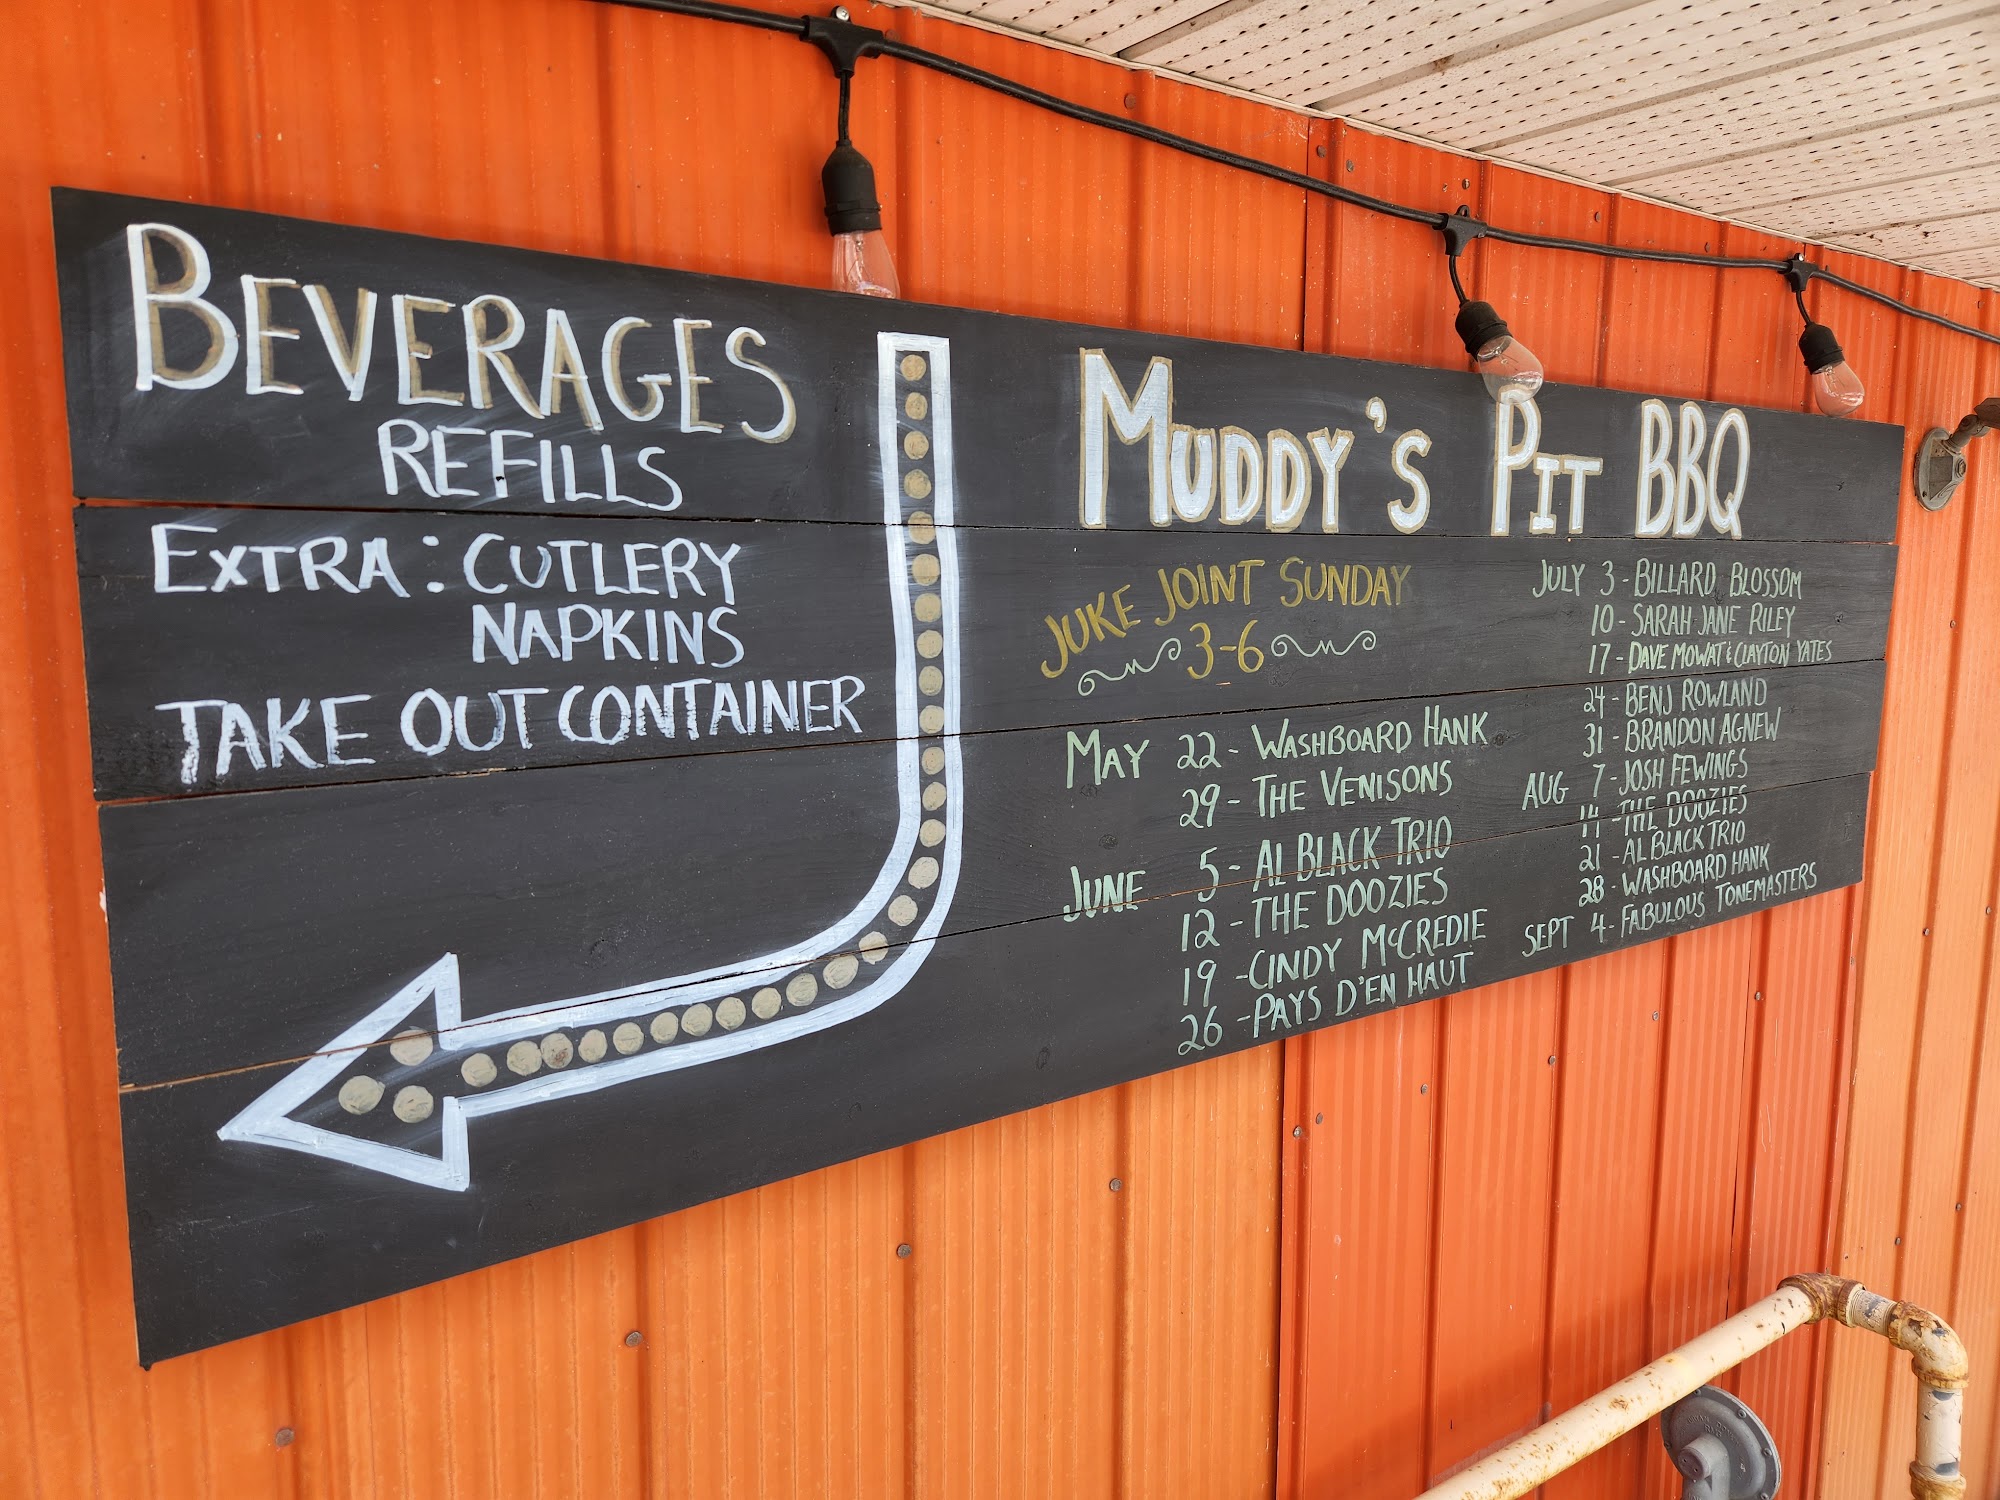 BEVERAGES
REFILLS
EXTRA: CUTLERY
NAPKINS
TAKE OUT CONTAINER
MUDDY'S PIT BBQ
JUKE JOINT SUNDAY
3-6
MAY 22 - WASHBOARD HANK
29 - THE VENISONS
JUNE 5 - AL BLACK TRIO
12 - THE DOOZIES
19 - CINDY McCREDIE
26 - PAYS D'EN HAUT
JULY 3 - BILLARD BLOSSOM
10 - SARAH JANE RILEY
17 - DAVE MOWAT & CLAYTON YATES
24 - BENJ ROWLAND
31 - BRANDON AGNEW
AUG 7 - JOSH FEWINGS
14 - THE DOOZIES
21 - AL BLACK TRIO
28 - WASHBOARD HANK
SEPT 4 - FABULOUS TONEMASTERS